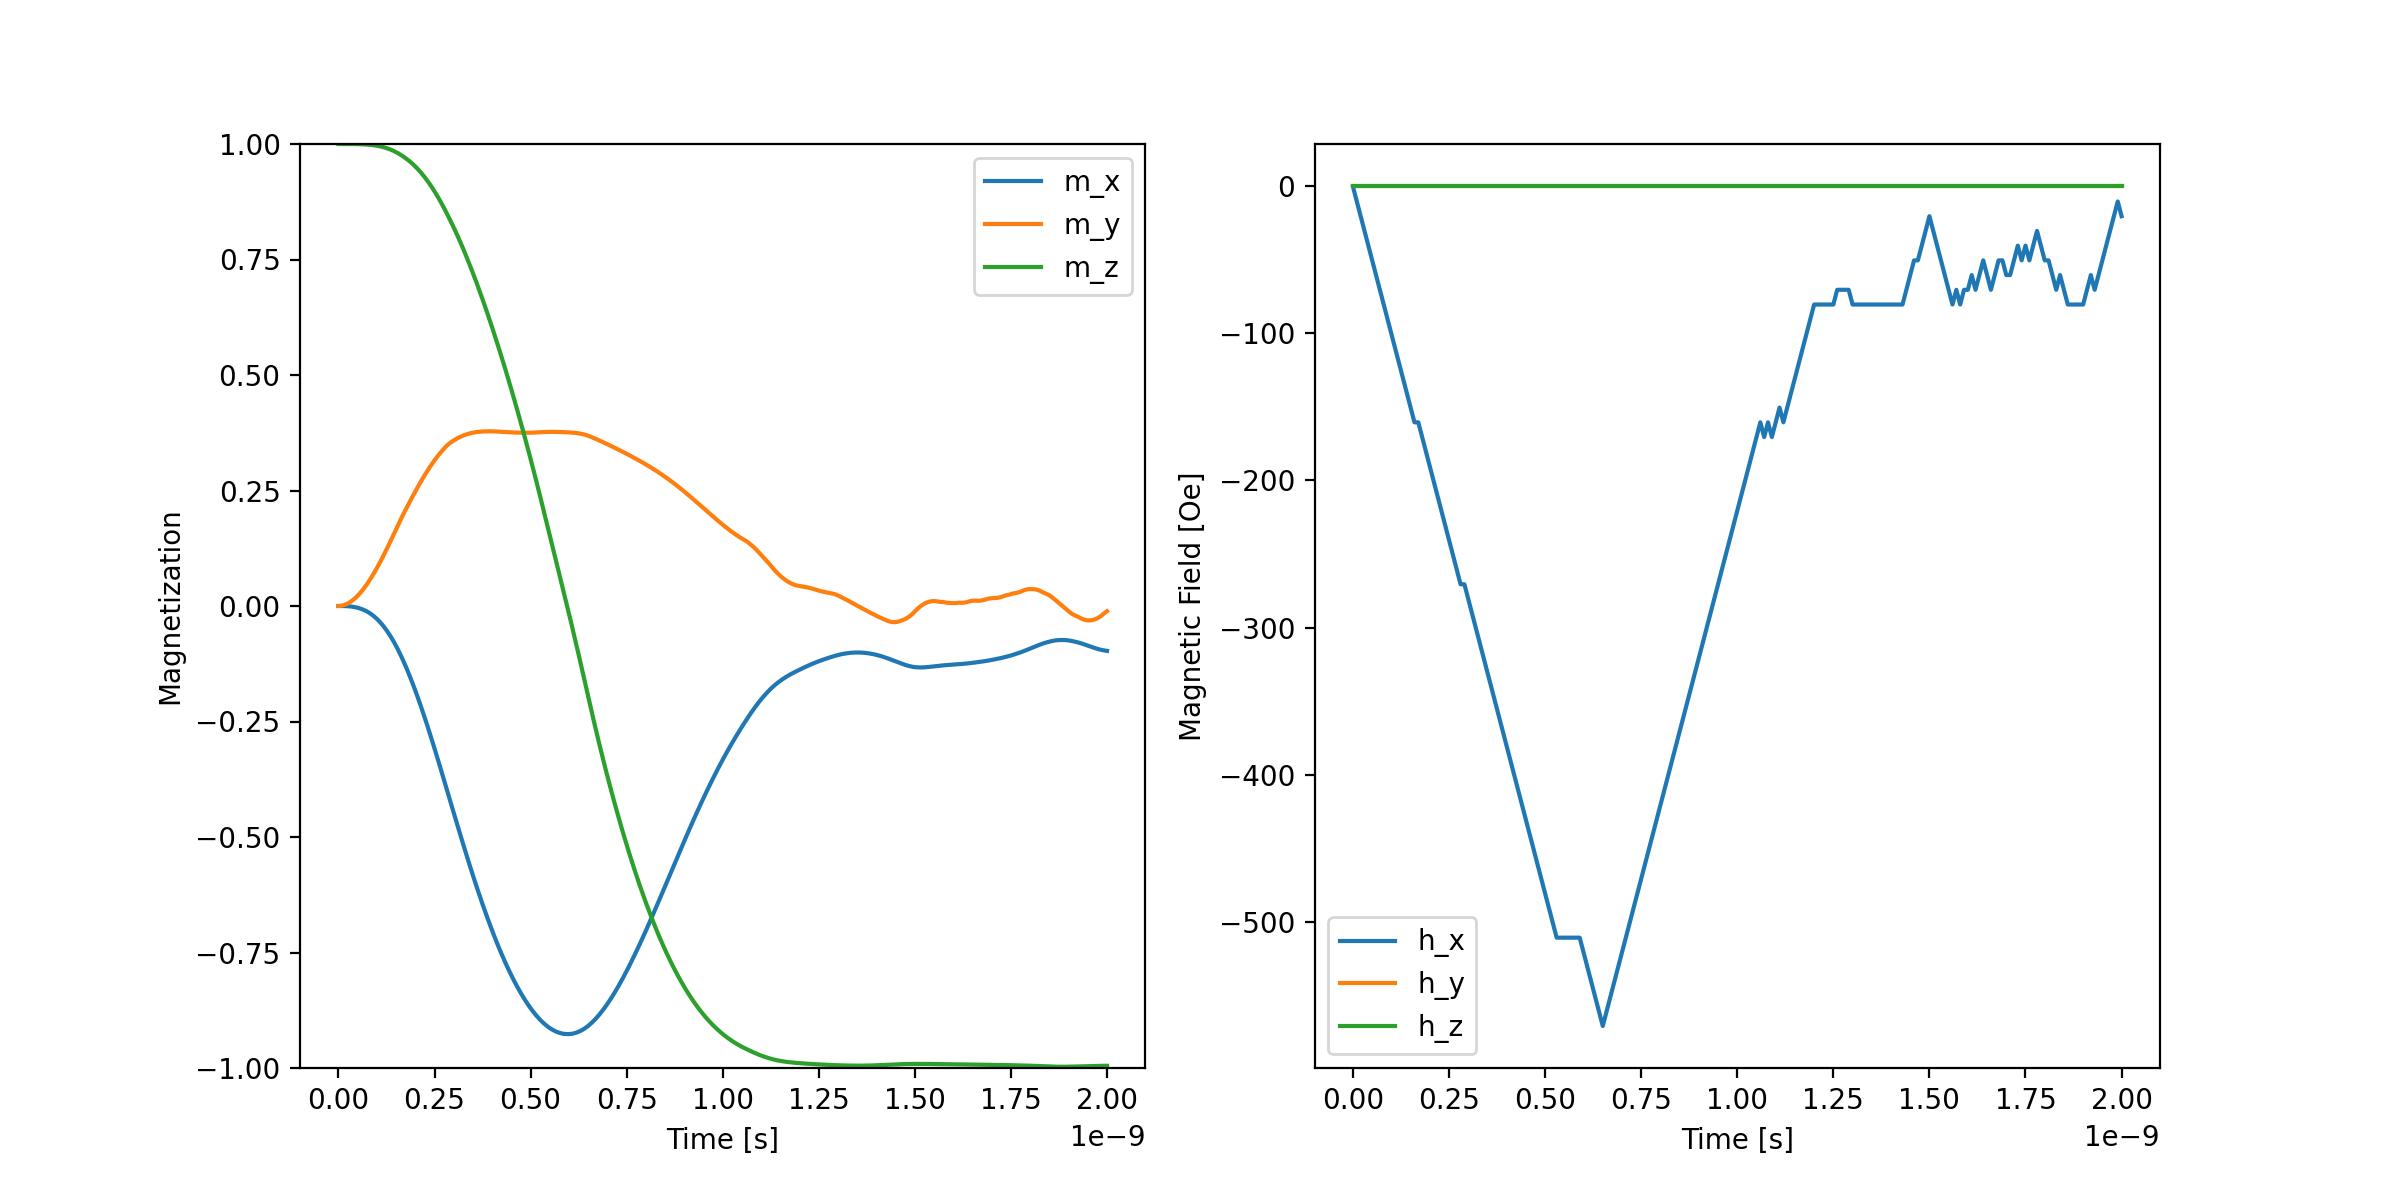 1.00
0.75
0.50
0.25
0.00
−0.25
−0.50
−0.75
−1.00
Magnetization
m_x
m_y
m_z
0.00 0.25 0.50 0.75 1.00 1.25 1.50 1.75 2.00
Time [s]
1e−9
0
−100
−200
−300
−400
−500
Magnetic Field [Oe]
h_x
h_y
h_z
0.00 0.25 0.50 0.75 1.00 1.25 1.50 1.75 2.00
Time [s]
1e−9